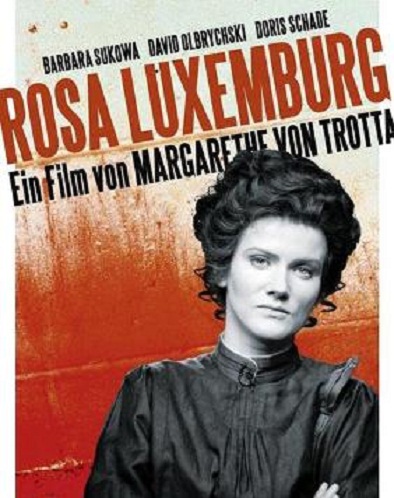 BARBARA SUKOWA DAVID OLBRYCHSKI DORIS SCHADE
ROSA LUXEMBURG
Ein Film von MARGARETHE VON TROTTA